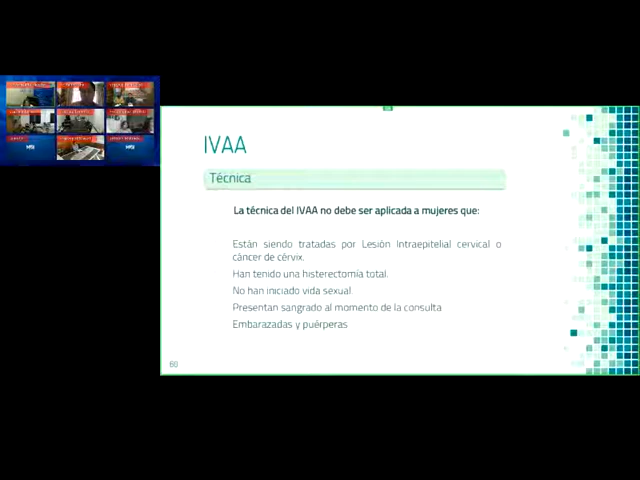 IVAA
Técnica
La técnica del IVAA no debe ser aplicada a mujeres que:
Están siendo tratadas por Lesión Intraepitelial cervical o
cáncer de cérvix.
Han tenido una histerectomía total.
No han iniciado vida sexual.
Presentan sangrado al momento de la consulta
Embarazadas y puérperas
60